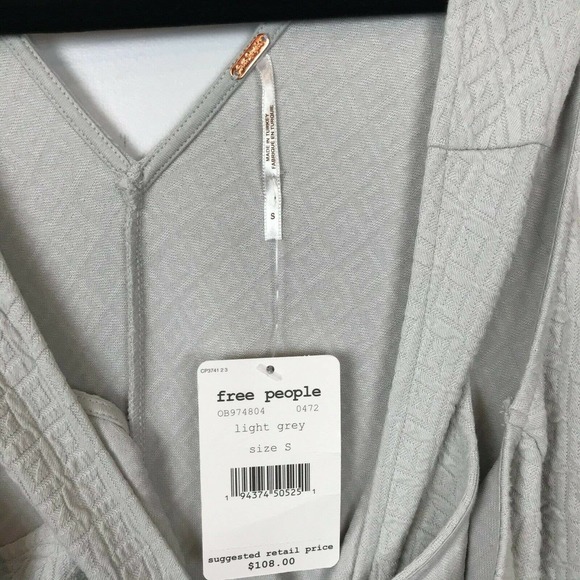 MADE IN TURKEY
FABRIQUE EN TURQUIE
S
CP3741 2 3
free people
OB974804 0472
light grey
size S
1 94374 50525 1
suggested retail price
$108.00